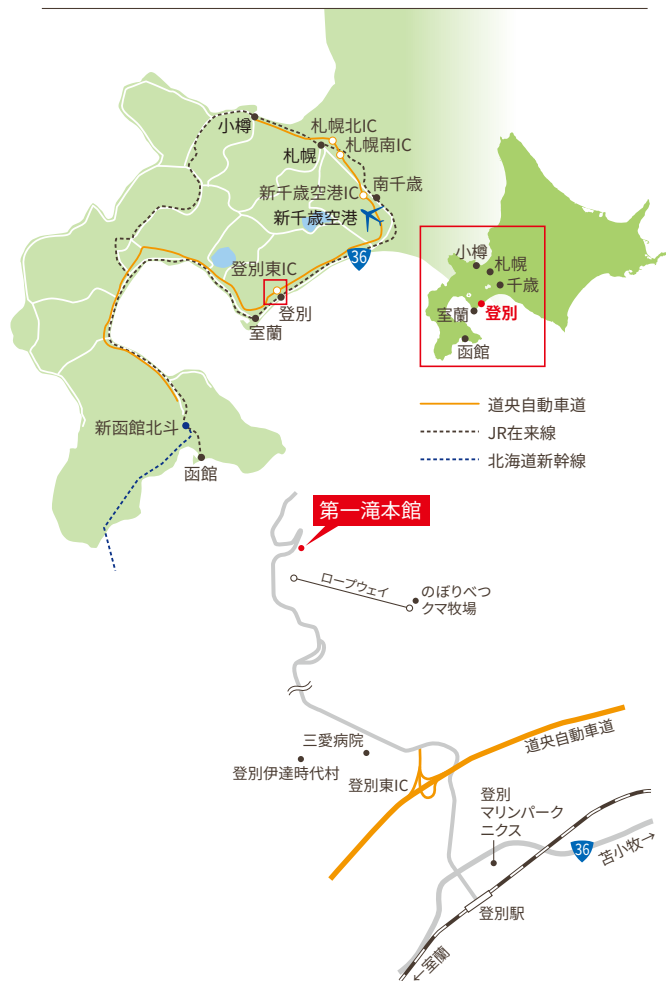 小樽
札幌北IC
札幌南IC
札幌
新千歳空港IC
南千歳
新千歳空港
36
登別東IC
登別
室蘭
新函館北斗
函館
小樽
札幌
千歳
室蘭
登別
函館
道央自動車道
JR在来線
北海道新幹線
第一滝本館
ロープウェイ
のぼりべつ
クマ牧場
三愛病院
登別伊達時代村
登別東IC
道央自動車道
登別
マリンパーク
ニクス
36
苫小牧→
登別駅
←室蘭